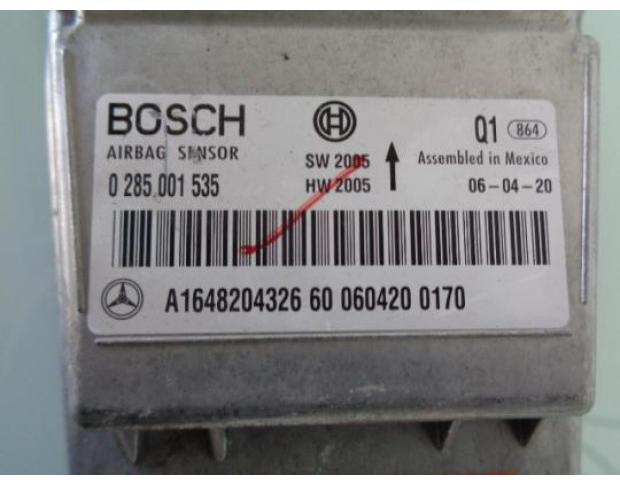 BOSCH
Q1 864
AIRBAG SENSOR
SW 2005
Assembled in Mexico
0 285 001 535
HW 2005
06-04-20
A1648204326 60 060420 0170